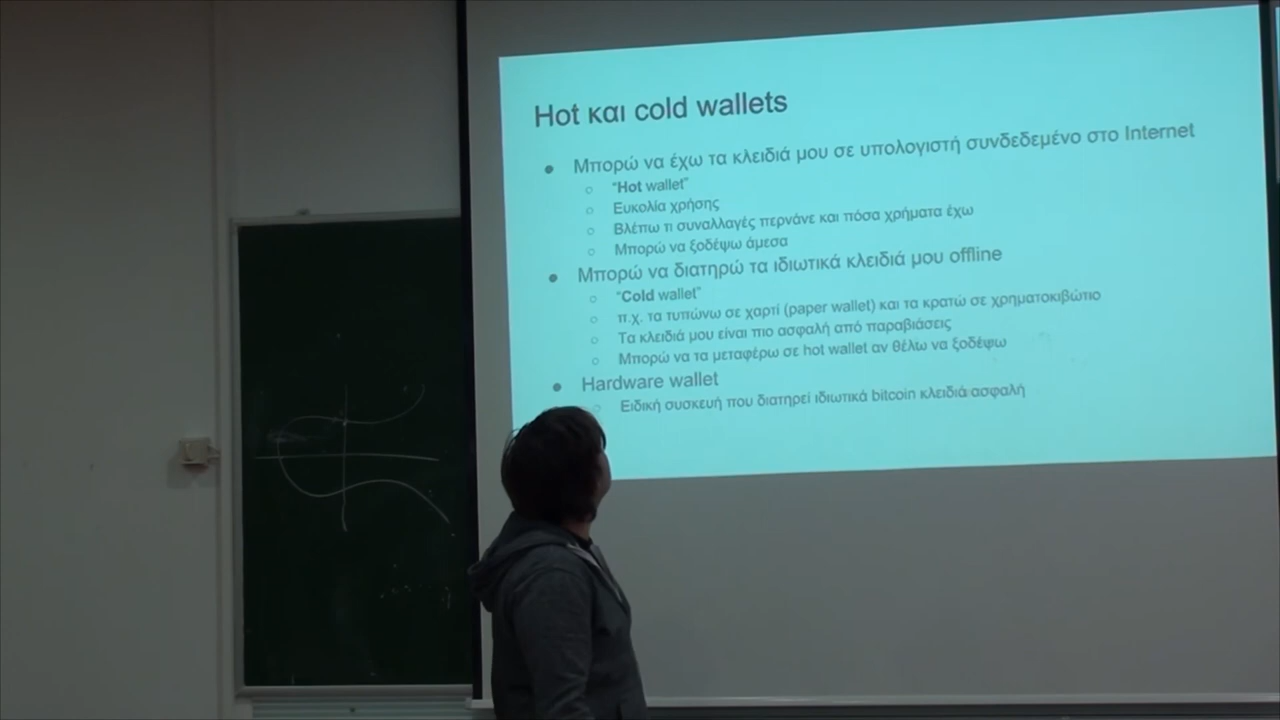 Hot και cold wallets
Μπορώ να έχω τα κλειδιά μου σε υπολογιστή συνδεδεμένο στο Internet
“Hot wallet”
Ευκολία χρήσης
Βλέπω τι συναλλαγές περνάνε και πόσα χρήματα έχω
Μπορώ να ξοδέψω άμεσα
Μπορώ να διατηρώ τα ιδιωτικά κλειδιά μου offline
“Cold wallet”
π.χ. τα τυπώνω σε χαρτί (paper wallet) και τα κρατώ σε χρηματοκιβώτιο
Τα κλειδιά μου είναι πιο ασφαλή από παραβιάσεις
Μπορώ να τα μεταφέρω σε hot wallet αν θέλω να ξοδέψω
Hardware wallet
Ειδική συσκευή που διατηρεί ιδιωτικά bitcoin κλειδιά ασφαλή